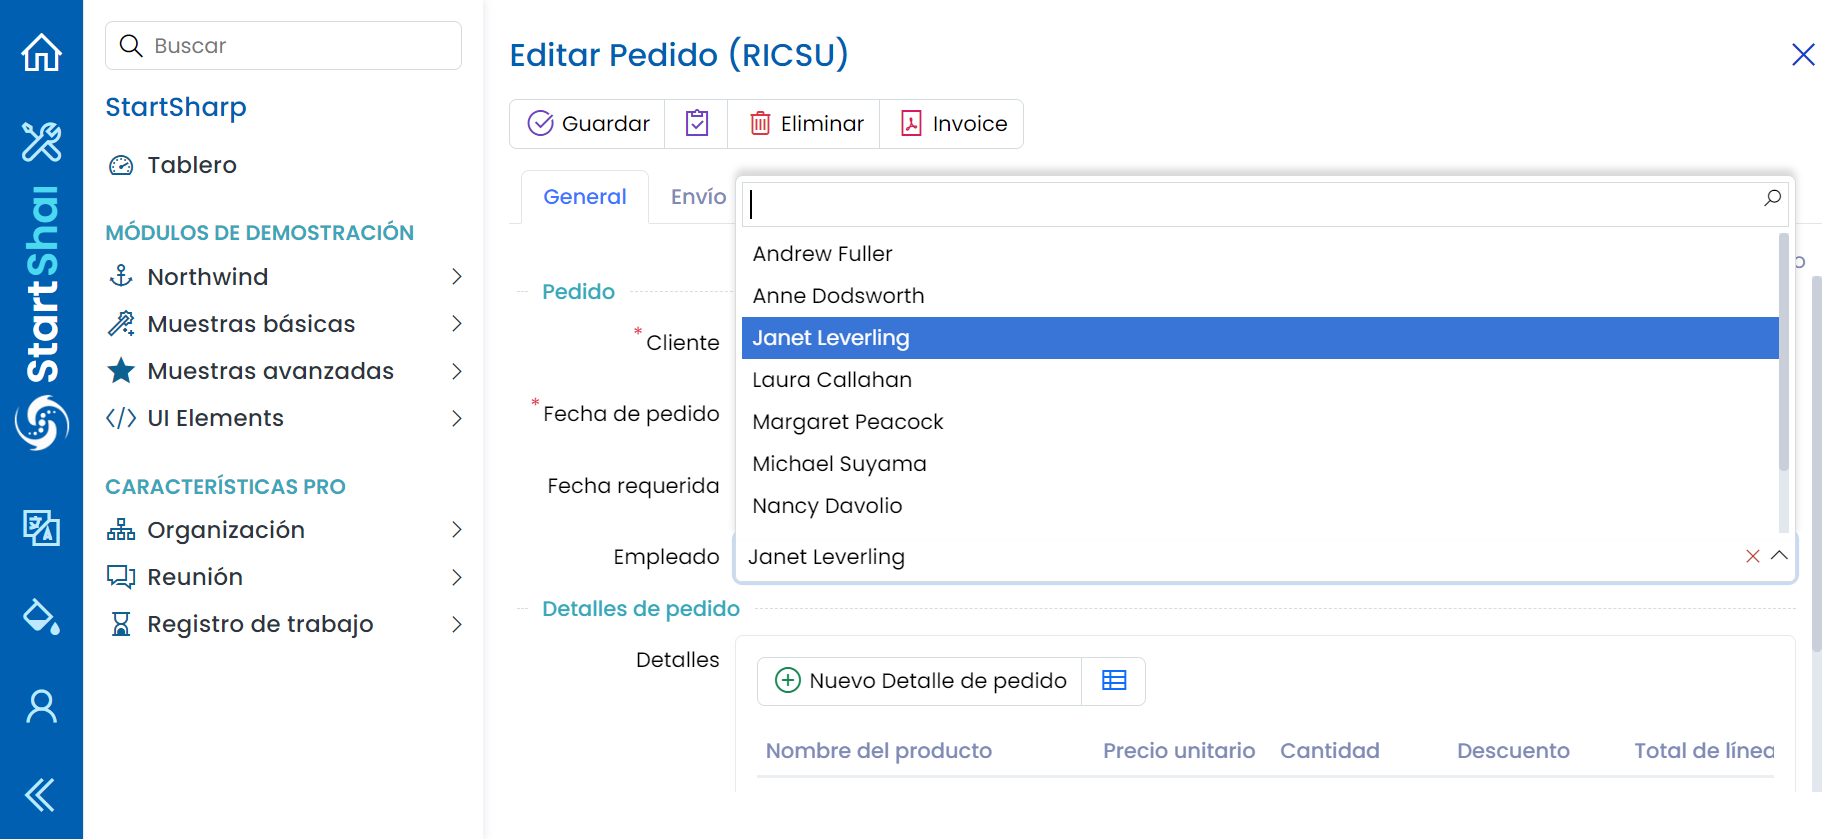 StartShar
Buscar
StartSharp
Tablero
MÓDULOS DE DEMOSTRACIÓN
Northwind
Muestras básicas
Muestras avanzadas
UI Elements
CARACTERÍSTICAS PRO
Organización
Reunión
Registro de trabajo
Editar Pedido (RICSU)
Guardar
Eliminar
Invoice
General
Envío
Andrew Fuller
Anne Dodsworth
Janet Leverling
Laura Callahan
Margaret Peacock
Michael Suyama
Nancy Davolio
Pedido
* Cliente
* Fecha de pedido
Fecha requerida
Empleado
Janet Leverling
Detalles de pedido
Detalles
Nuevo Detalle de pedido
Nombre del producto Precio unitario Cantidad Descuento Total de línea